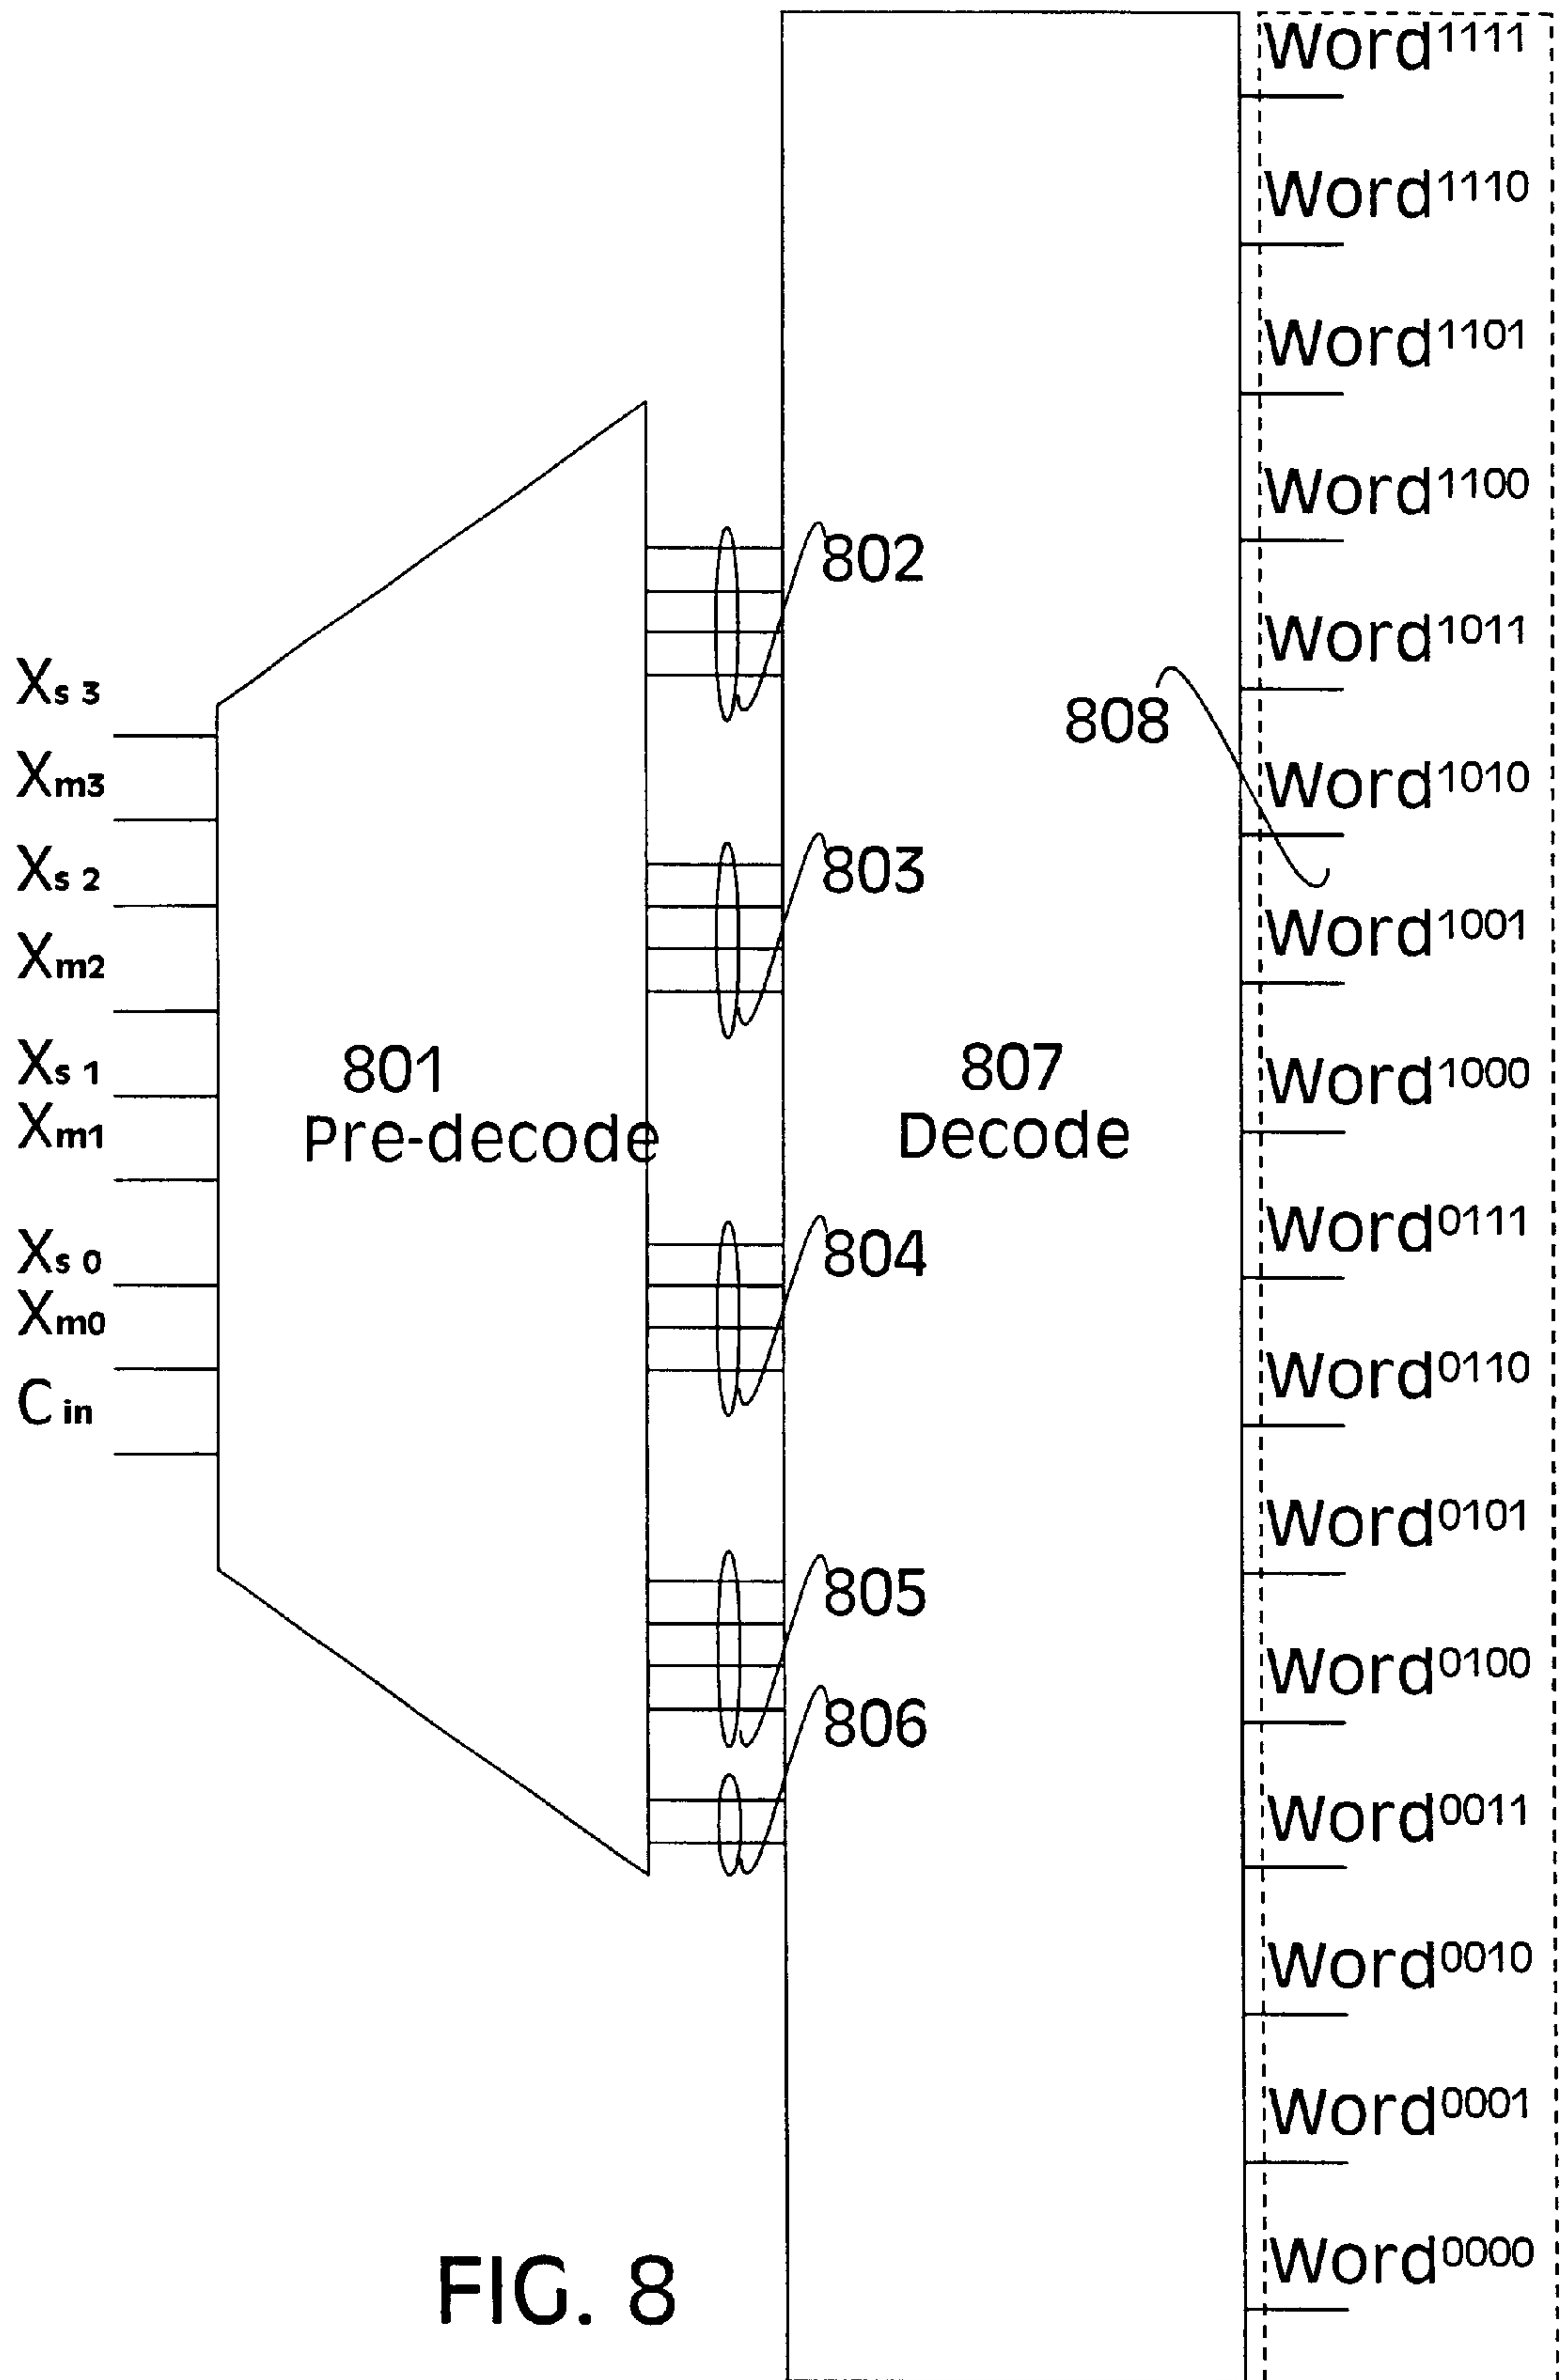 Word1111
Word1110
Word1101
Word1100
802
Word1011
Xs 3
808
Xm3
Word1010
803
Xs 2
Word1001
Xm2
Xs 1
801
807
Word1000
Xm1
Pre-decode
Decode
Word0111
Xs 0
804
Xm0
Word0110
C in
Word0101
805
Word0100
806
Word0011
Word0010
Word0001
Word0000
FIG. 8